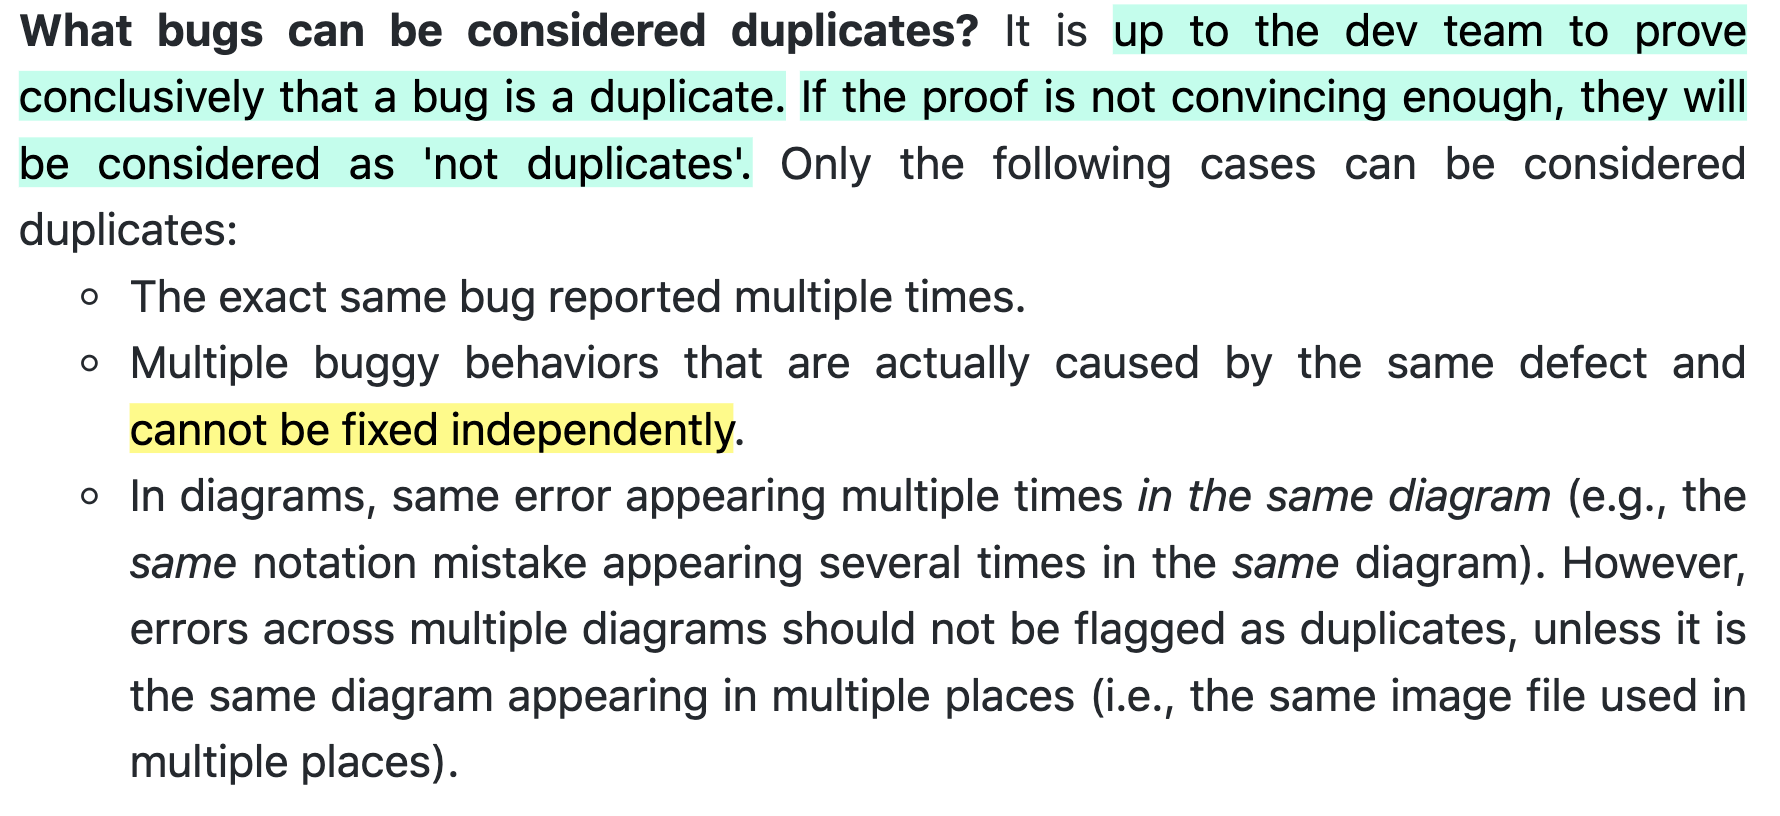 What bugs can be considered duplicates? It is up to the dev team to prove
conclusively that a bug is a duplicate. If the proof is not convincing enough, they will
be considered as 'not duplicates'. Only the following cases can be considered
duplicates:
The exact same bug reported multiple times.
Multiple buggy behaviors that are actually caused by the same defect and
cannot be fixed independently.
In diagrams, same error appearing multiple times in the same diagram (e.g., the
same notation mistake appearing several times in the same diagram). However,
errors across multiple diagrams should not be flagged as duplicates, unless it is
the same diagram appearing in multiple places (i.e., the same image file used in
multiple places).